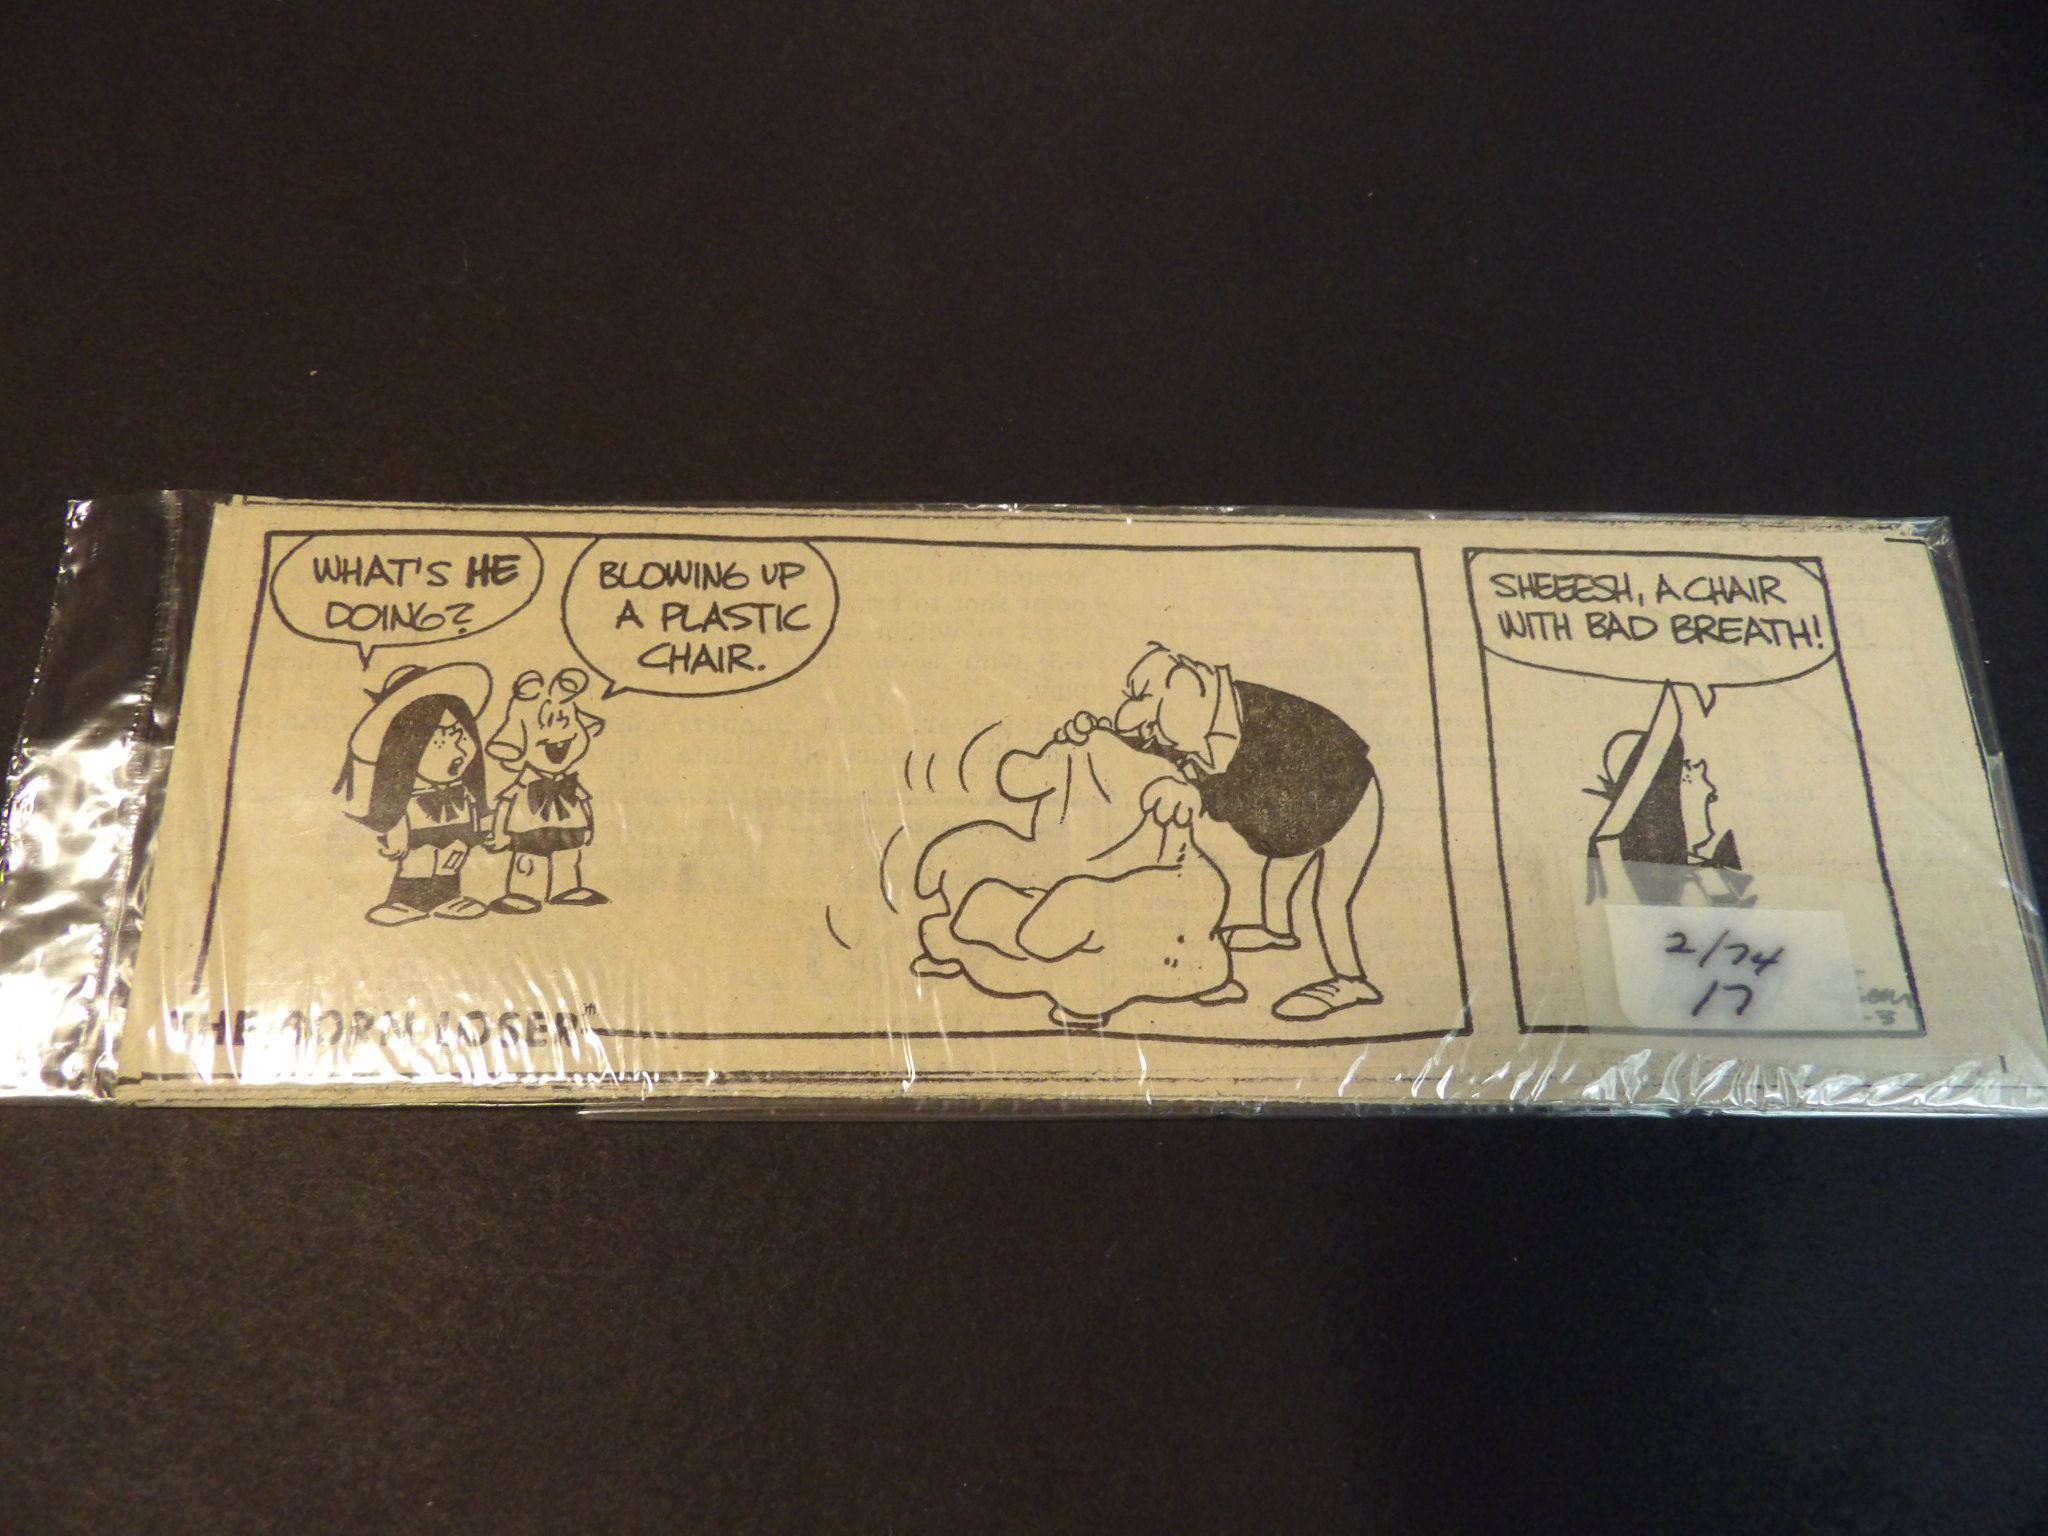 WHAT'S HE
DOING?
BLOWING UP
A PLASTIC
CHAIR.
SHEEESH, A CHAIR
WITH BAD BREATH!
THE BORN LOSER
2/74
17